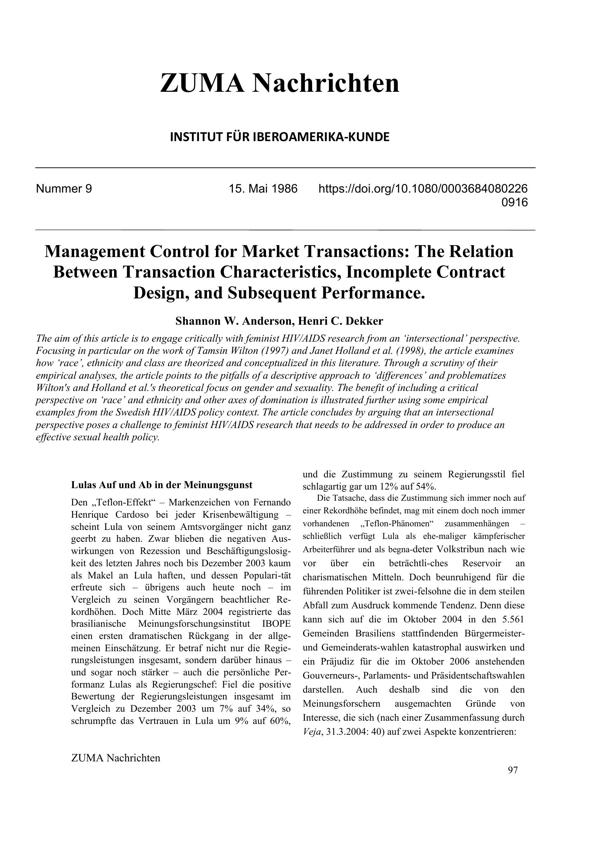 ZUMA Nachrichten
INSTITUT FÜR IBEROAMERIKA-KUNDE
Nummer 9
15. Mai 1986
https://doi.org/10.1080/0003684080226
0916
Management Control for Market Transactions: The Relation
Between Transaction Characteristics, Incomplete Contract
Design, and Subsequent Performance.
Shannon W. Anderson, Henri C. Dekker
The aim of this article is to engage critically with feminist HIV/AIDS research from an ‘intersectional’ perspective.
Focusing in particular on the work of Tamsin Wilton (1997) and Janet Holland et al. (1998), the article examines
how ‘race’, ethnicity and class are theorized and conceptualized in this literature. Through a scrutiny of their
empirical analyses, the article points to the pitfalls of a descriptive approach to ‘differences’ and problematizes
Wilton's and Holland et al.'s theoretical focus on gender and sexuality. The benefit of including a critical
perspective on ‘race’ and ethnicity and other axes of domination is illustrated further using some empirical
examples from the Swedish HIV/AIDS policy context. The article concludes by arguing that an intersectional
perspective poses a challenge to feminist HIV/AIDS research that needs to be addressed in order to produce an
effective sexual health policy.
Lulas Auf und Ab in der Meinungsgunst
Den „Teflon-Effekt“ – Markenzeichen von Fernando
Henrique Cardoso bei jeder Krisenbewältigung –
scheint Lula von seinem Amtsvorgänger nicht ganz
geerbt zu haben. Zwar blieben die negativen Aus-
wirkungen von Rezession und Beschäftigungslosig-
keit des letzten Jahres noch bis Dezember 2003 kaum
als Makel an Lula haften, und dessen Populari-tät
erfreute sich – übrigens auch heute noch – im
Vergleich zu seinen Vorgängern beachtlicher Re-
kordhöhen. Doch Mitte März 2004 registrierte das
brasilianische Meinungsforschungsinstitut IBOPE
einen ersten dramatischen Rückgang in der allge-
meinen Einschätzung. Er betraf nicht nur die Regie-
rungsleistungen insgesamt, sondern darüber hinaus –
und sogar noch stärker – auch die persönliche Per-
formanz Lulas als Regierungschef: Fiel die positive
Bewertung der Regierungsleistungen insgesamt im
Vergleich zu Dezember 2003 um 7% auf 34%, so
schrumpfte das Vertrauen in Lula um 9% auf 60%,
und die Zustimmung zu seinem Regierungsstil fiel
schlagartig gar um 12% auf 54%.
Die Tatsache, dass die Zustimmung sich immer noch auf
einer Rekordhöhe befindet, mag mit einem doch noch immer
vorhandenen „Teflon-Phänomen“ zusammenhängen –
schließlich verfügt Lula als ehe-maliger kämpferischer
Arbeiterführer und als begna-deter Volkstribun nach wie
vor über ein beträchtli-ches Reservoir an
charismatischen Mitteln. Doch beunruhigend für die
führenden Politiker ist zwei-felsohne die in dem steilen
Abfall zum Ausdruck kommende Tendenz. Denn diese
kann sich auf die im Oktober 2004 in den 5.561
Gemeinden Brasiliens stattfindenden Bürgermeister-
und Gemeinderats-wahlen katastrophal auswirken und
ein Präjudiz für die im Oktober 2006 anstehenden
Gouverneurs-, Parlaments- und Präsidentschaftswahlen
darstellen. Auch deshalb sind die von den
Meinungsforschern ausgemachten Gründe von
Interesse, die sich (nach einer Zusammenfassung durch
Veja, 31.3.2004: 40) auf zwei Aspekte konzentrieren:
ZUMA Nachrichten
97